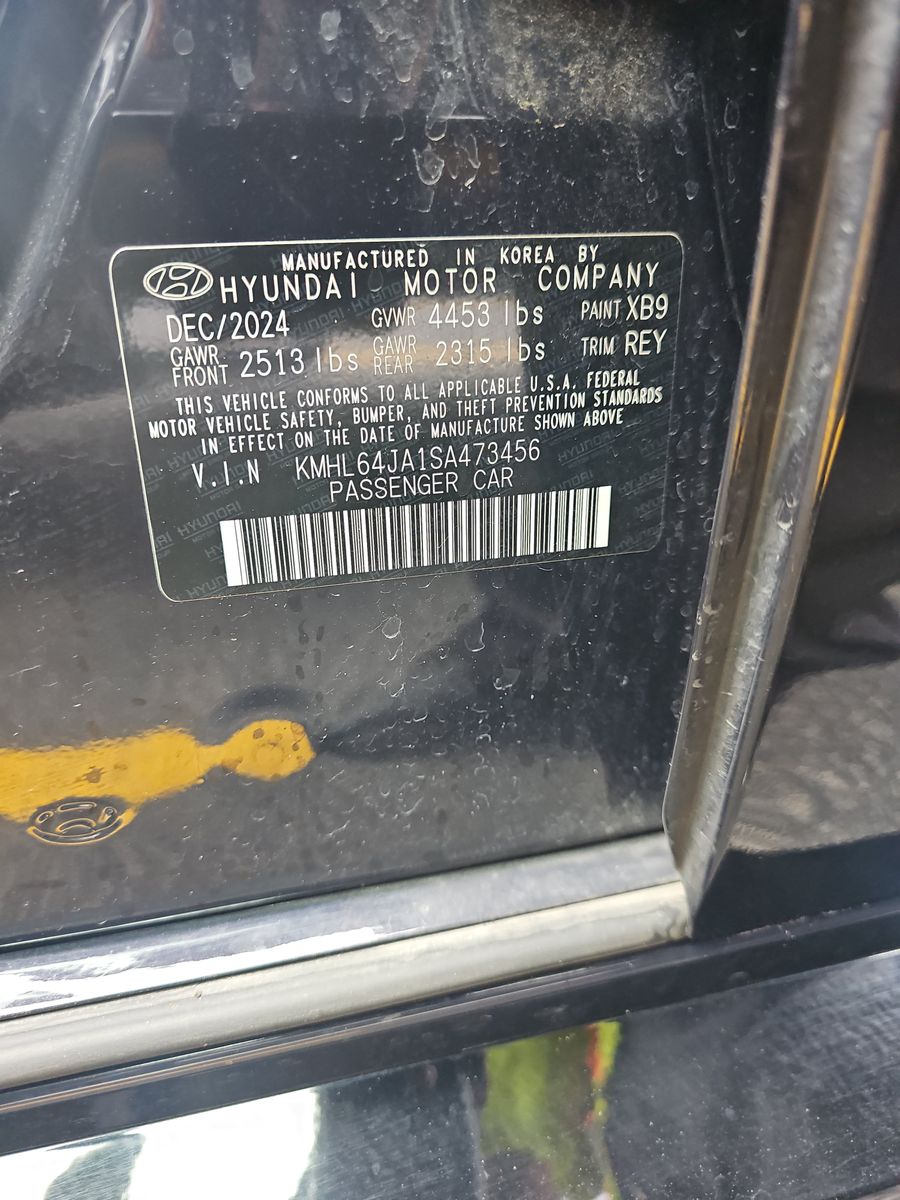 MANUFACTURED IN KOREA BY
HYUNDAI MOTOR COMPANY
DEC/2024 GVWR 4453 lbs PAINT XB9
GAWR FRONT 2513 lbs GAWR REAR 2315 lbs TRIM REY
THIS VEHICLE CONFORMS TO ALL APPLICABLE U.S.A. FEDERAL
MOTOR VEHICLE SAFETY, BUMPER, AND THEFT PREVENTION STANDARDS
IN EFFECT ON THE DATE OF MANUFACTURE SHOWN ABOVE
V.I.N KMHL64JA1SA473456
PASSENGER CAR